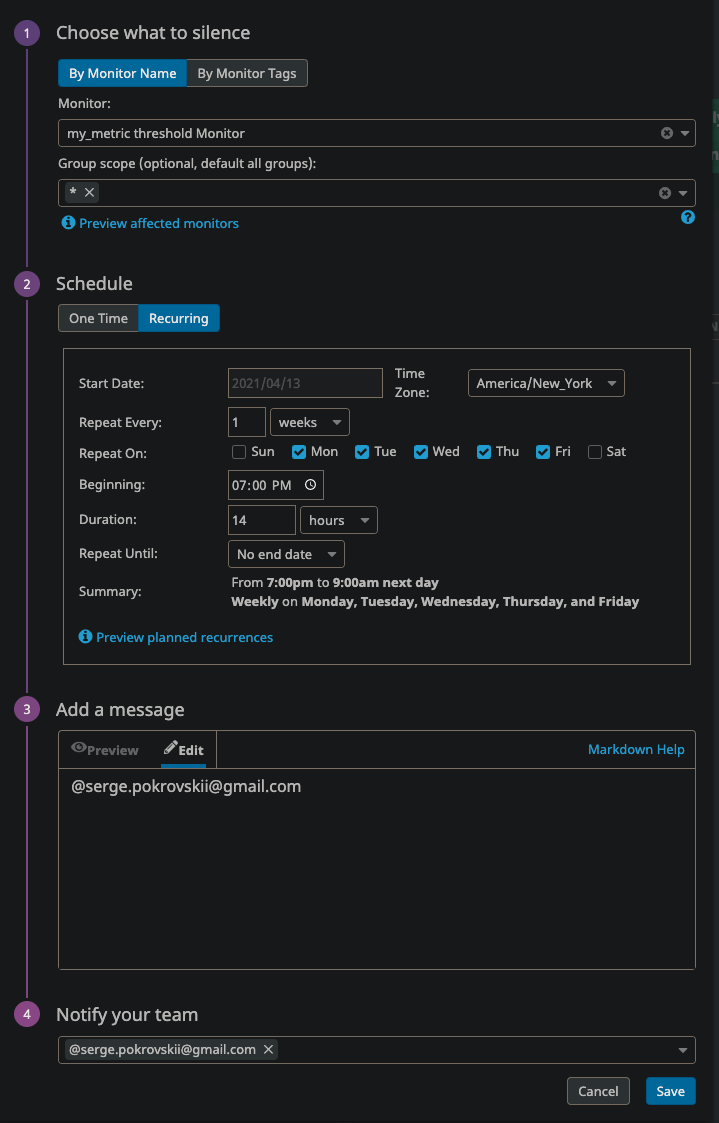 1 Choose what to silence
By Monitor Name By Monitor Tags
Monitor:
my_metric threshold Monitor
Group scope (optional, default all groups):
*
Preview affected monitors
2 Schedule
One Time Recurring
Start Date: 2021/04/13 Time Zone: America/New_York
Repeat Every: 1 weeks
Repeat On: Sun Mon Tue Wed Thu Fri Sat
Beginning: 07:00 PM
Duration: 14 hours
Repeat Until: No end date
Summary: From 7:00pm to 9:00am next day
Weekly on Monday, Tuesday, Wednesday, Thursday, and Friday
Preview planned recurrences
3 Add a message
Preview Edit Markdown Help
@serge.pokrovskii@gmail.com
4 Notify your team
@serge.pokrovskii@gmail.com
Cancel Save